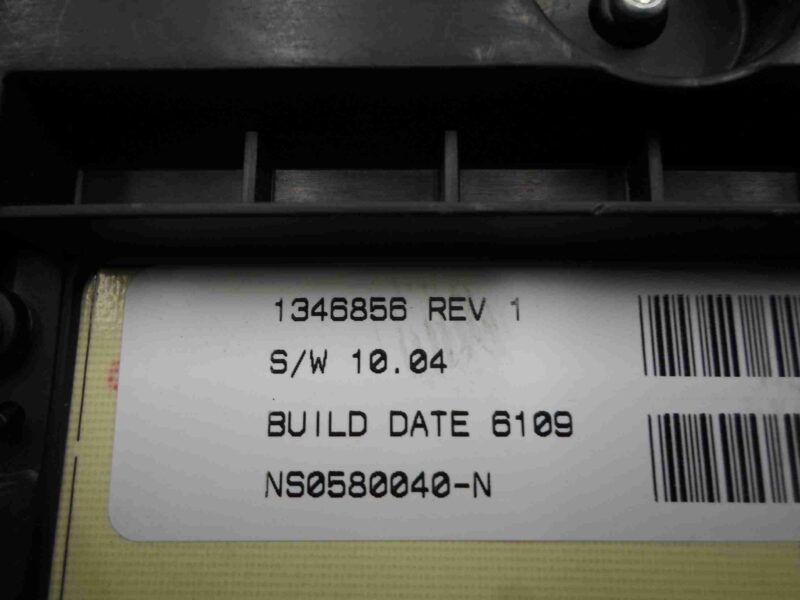 1346856 REV 1
S/W 10.04
BUILD DATE 6109
NS0580040-N